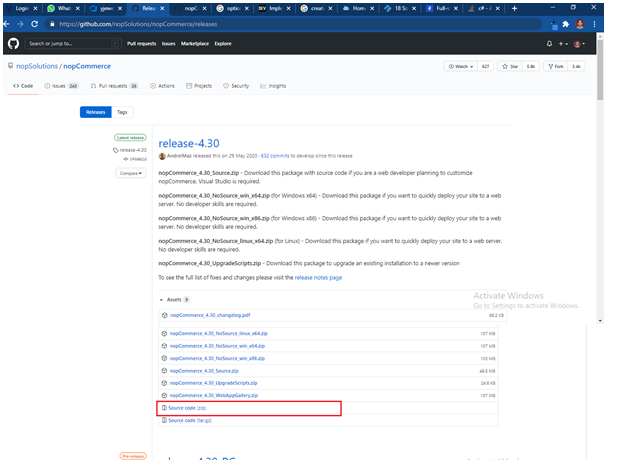 Login
What
yjew
Relea
nopC
option
Imple
creat
Home
18 So
Full-
c# - A
https://github.com/nopSolutions/nopCommerce/releases
Search or jump to...
/
Pull requests Issues Marketplace Explore
nopSolutions / nopCommerce
Watch 627 Star 5.8k Fork 3.4k
Code Issues 245 Pull requests 26 Actions Projects Security Insights
Releases Tags
Latest release
release-4.30
Compare
release-4.30
AndreiMaz released this on 29 May 2020 · 632 commits to develop since this release
nopCommerce_4.30_Source.zip - Download this package with source code if you are a web developer planning to customize
nopCommerce. Visual Studio is required.
nopCommerce_4.30_NoSource_win_x64.zip (for Windows x64) - Download this package if you want to quickly deploy your site to a web
server. No developer skills are required.
nopCommerce_4.30_NoSource_win_x86.zip (for Windows x86) - Download this package if you want to quickly deploy your site to a web
server. No developer skills are required.
nopCommerce_4.30_NoSource_linux_x64.zip (for Linux) - Download this package if you want to quickly deploy your site to a web server.
No developer skills are required.
nopCommerce_4.30_UpgradeScripts.zip - Download this package to upgrade an existing installation to a newer version
To see the full list of fixes and changes please visit the release notes page
Activate Windows
Go to Settings to activate Windows.
Assets 9
nopCommerce_4.30_changelog.pdf 89.2 KB
nopCommerce_4.30_NoSource_linux_x64.zip 107 MB
nopCommerce_4.30_NoSource_win_x64.zip 107 MB
nopCommerce_4.30_NoSource_win_x86.zip 103 MB
nopCommerce_4.30_Source.zip 48.8 MB
nopCommerce_4.30_UpgradeScripts.zip 24.8 KB
nopCommerce_4.30_WebAppGallery.zip 107 MB
Source code (zip)
Source code (tar.gz)
Pre-release